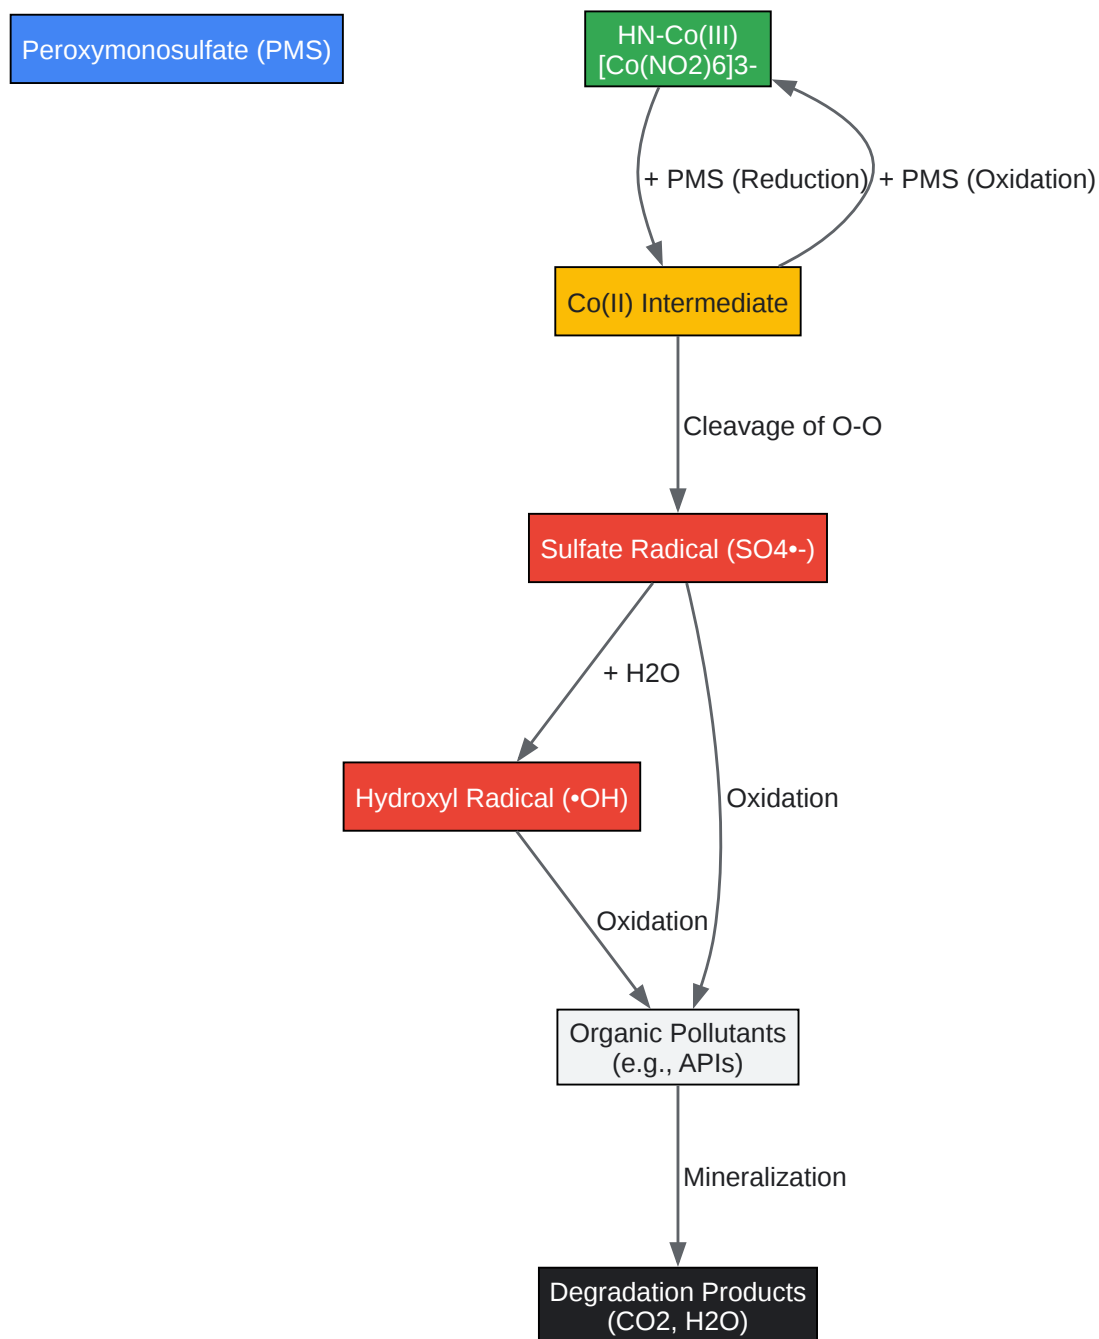 Peroxymonosulfate (PMS)
HN-Co(III)
[Co(NO2)6]3-
+ PMS (Reduction)
+ PMS (Oxidation)
Co(II) Intermediate
Cleavage of O-O
Sulfate Radical (SO4•-)
+ H2O
Hydroxyl Radical (•OH)
Oxidation
Oxidation
Organic Pollutants
(e.g., APIs)
Mineralization
Degradation Products
(CO2, H2O)